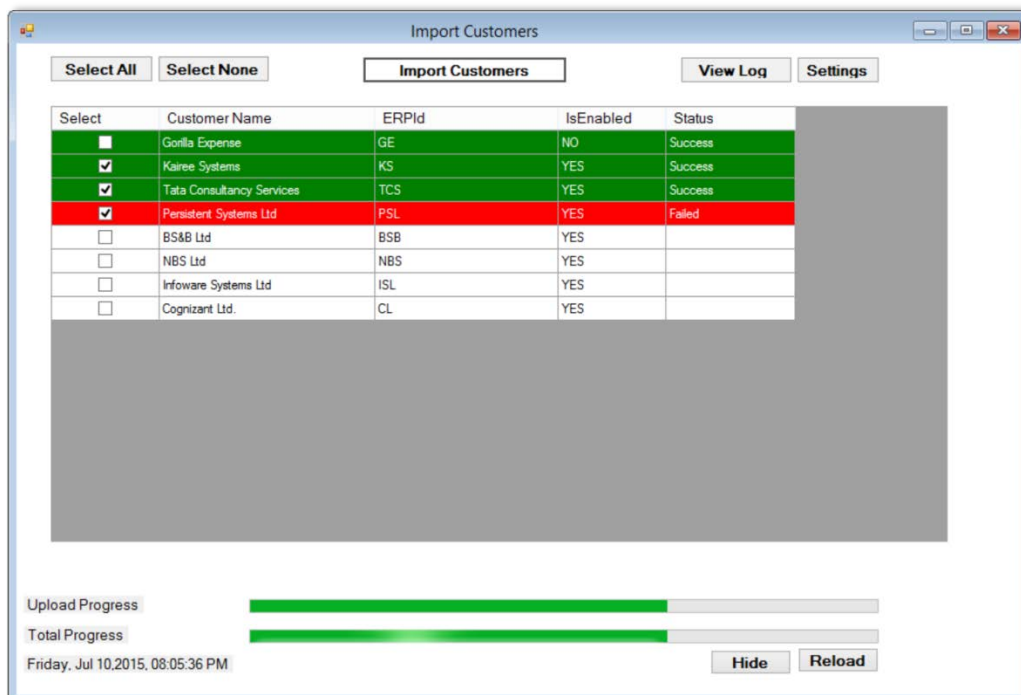 Import Customers
Select All Select None Import Customers View Log Settings
Select Customer Name ERPId IsEnabled Status
Gorilla Expense GE NO Success
Kairee Systems KS YES Success
Tata Consultancy Services TCS YES Success
Persistent Systems Ltd PSL YES Failed
BS&B Ltd BSB YES
NBS Ltd NBS YES
Infoware Systems Ltd ISL YES
Cognizant Ltd. CL YES
Upload Progress
Total Progress
Friday, Jul 10,2015, 08:05:36 PM Hide Reload